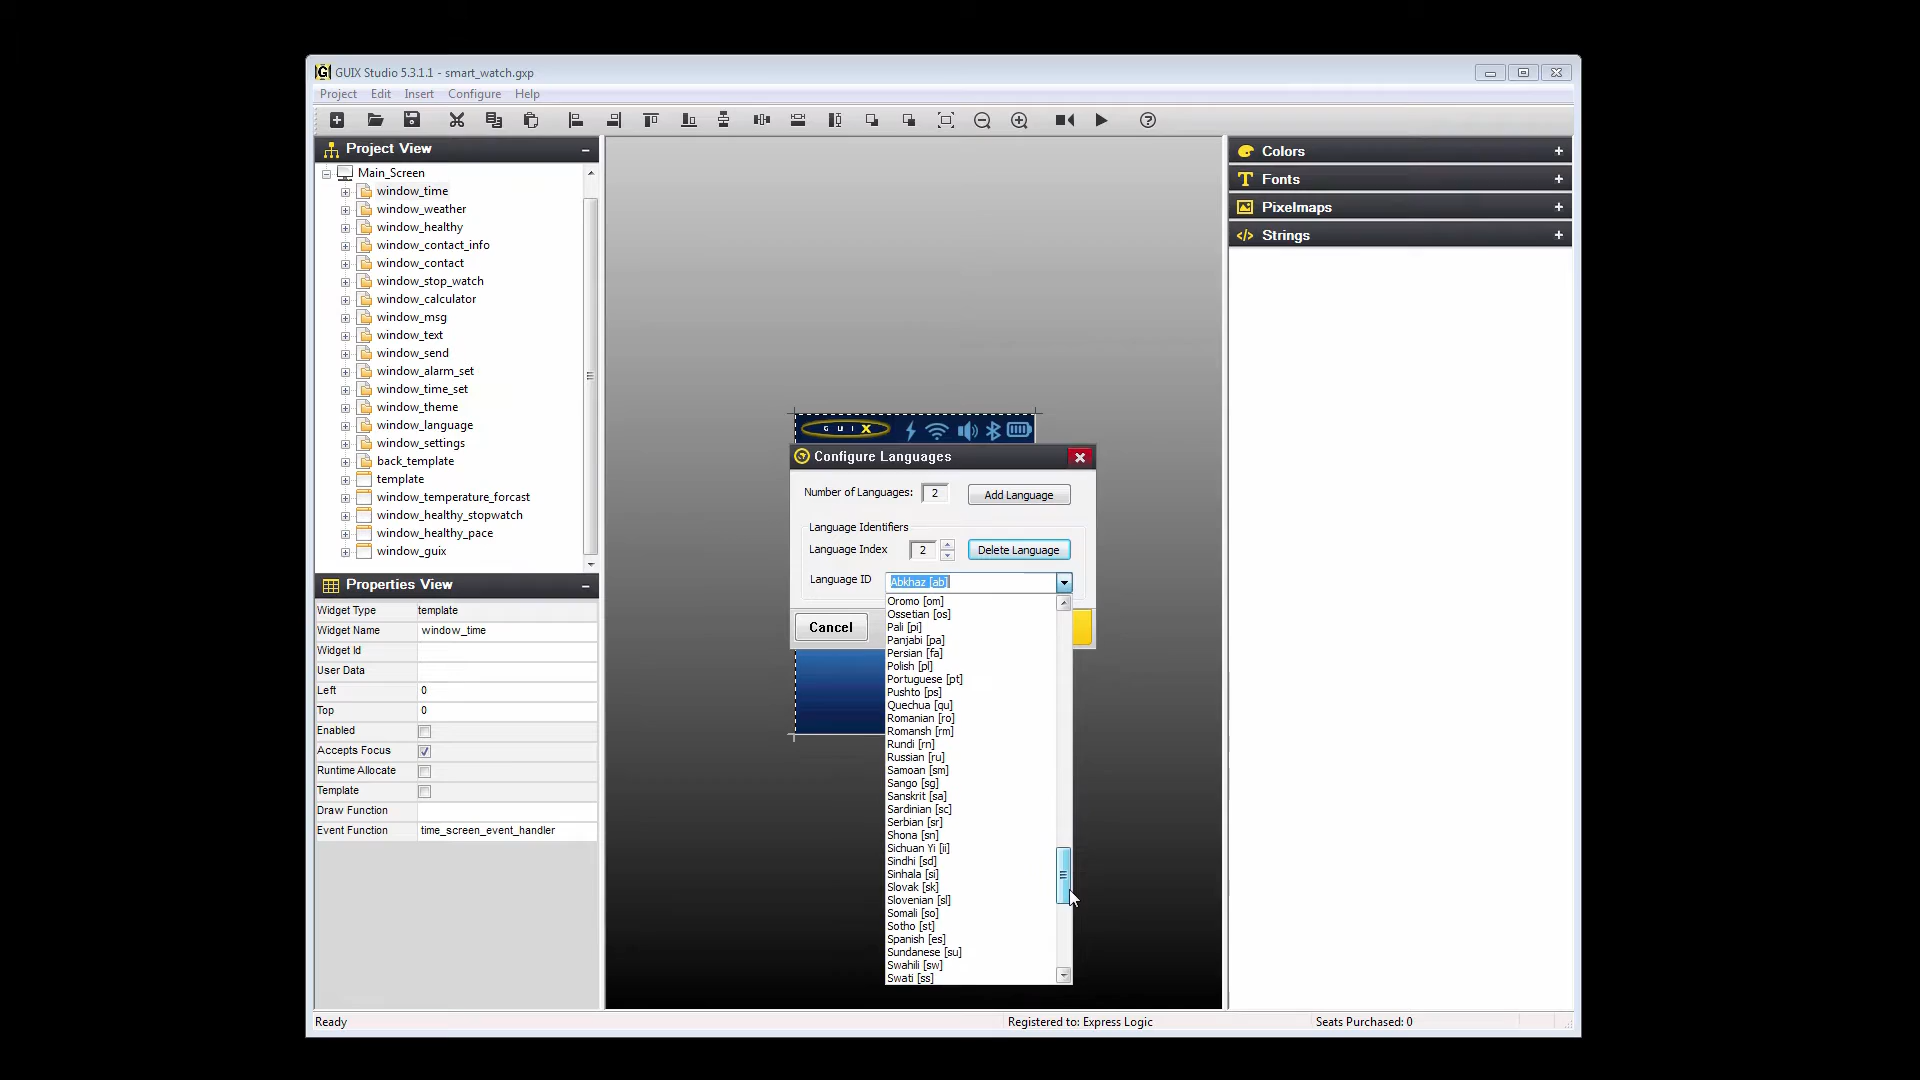 GUIX Studio 5.3.1.1 - smart_watch.gxp
Project Edit Insert Configure Help
Project View
Main_Screen
window_time
window_weather
window_healthy
window_contact_info
window_contact
window_stop_watch
window_calculator
window_msg
window_text
window_send
window_alarm_set
window_time_set
window_theme
window_language
window_settings
back_template
template
window_temperature_forcast
window_healthy_stopwatch
window_healthy_pace
window_guix
Properties View
Widget Type template
Widget Name window_time
Widget Id
User Data
Left 0
Top 0
Enabled
Accepts Focus
Runtime Allocate
Template
Draw Function
Event Function time_screen_event_handler
GUIX
Configure Languages
Number of Languages: 2 Add Language
Language Identifiers
Language Index 2 Delete Language
Language ID Abkhaz [ab]
Oromo [om]
Ossetian [os]
Pali [pi]
Panjabi [pa]
Persian [fa]
Polish [pl]
Portuguese [pt]
Pushto [ps]
Quechua [qu]
Romanian [ro]
Romansh [rm]
Rundi [rn]
Russian [ru]
Samoan [sm]
Sango [sg]
Sanskrit [sa]
Sardinian [sc]
Serbian [sr]
Shona [sn]
Sichuan Yi [ii]
Sindhi [sd]
Sinhala [si]
Slovak [sk]
Slovenian [sl]
Somali [so]
Sotho [st]
Spanish [es]
Sundanese [su]
Swahili [sw]
Swati [ss]
Cancel
Colors
Fonts
Pixelmaps
Strings
Ready Registered to: Express Logic Seats Purchased: 0